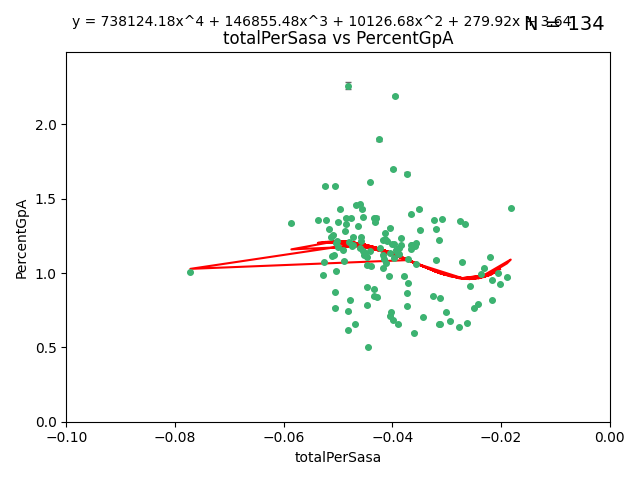 y = 738124.18x^4 + 146855.48x^3 + 10126.68x^2 + 279.92x + 3.64
N = 134
totalPerSasa vs PercentGpA
PercentGpA
2.0
1.5
1.0
0.5
0.0
−0.10 −0.08 −0.06 −0.04 −0.02 0.00
totalPerSasa